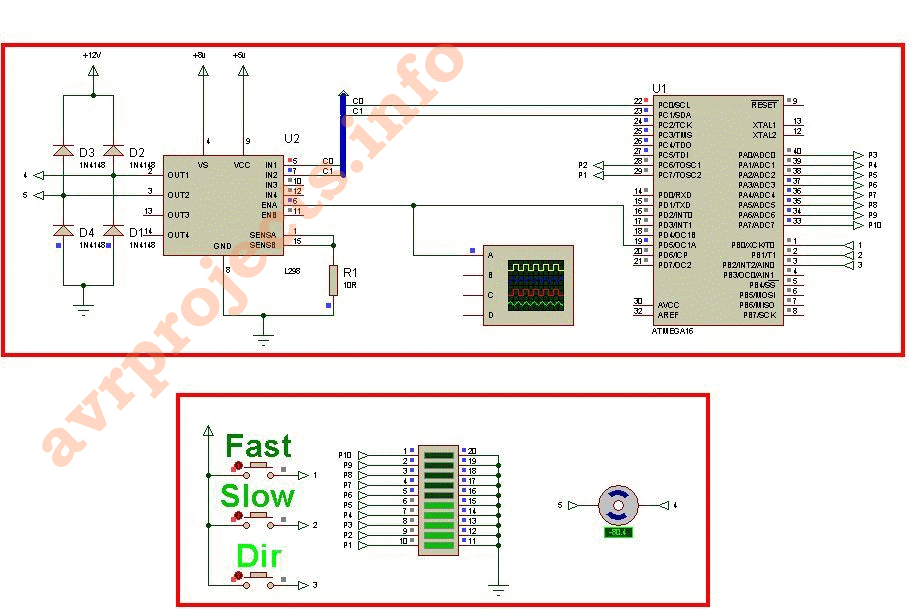 +12V
+8u
+5u
U2
D3
1N4148
D2
1N4148
4
5
D4
1N4148
D1
1N4148
2 OUT1
3 OUT2
13 OUT3
14 OUT4
4
VS
9
VCC
IN1 5
IN2 7
IN3 10
IN4 12
ENA 6
ENB 11
SENSA 1
SENSB 15
GND
8
L298
C0
C1
C0
C1
R1
10R
A
B
C
D
U1
22 PC0/SCL
23 PC1/SDA
24 PC2/TCK
25 PC3/TMS
26 PC4/TDO
27 PC5/TDI
P2 28 PC6/TOSC1
P1 29 PC7/TOSC2
14 PD0/RXD
15 PD1/TXD
16 PD2/INT0
17 PD3/INT1
18 PD4/OC1B
19 PD5/OC1A
20 PD6/ICP
21 PD7/OC2
30 AVCC
32 AREF
RESET 9
XTAL1 13
XTAL2 12
PA0/ADC0 40 P3
PA1/ADC1 39 P4
PA2/ADC2 38 P5
PA3/ADC3 37 P6
PA4/ADC4 36 P7
PA5/ADC5 35 P8
PA6/ADC6 34 P9
PA7/ADC7 33 P10
PB0/XCK/T0 1 1
PB1/T1 2 2
PB2/INT2/AIN0 3 3
PB3/OC0/AIN1 4
PB4/SS 5
PB5/MOSI 6
PB6/MISO 7
PB7/SCK 8
ATMEGA16
avrprojects.info
Fast
1
Slow
2
Dir
3
P10 1 20
P9 2 19
P8 3 18
P7 4 17
P6 5 16
P5 6 15
P4 7 14
P3 8 13
P2 9 12
P1 10 11
5
4
-80.4